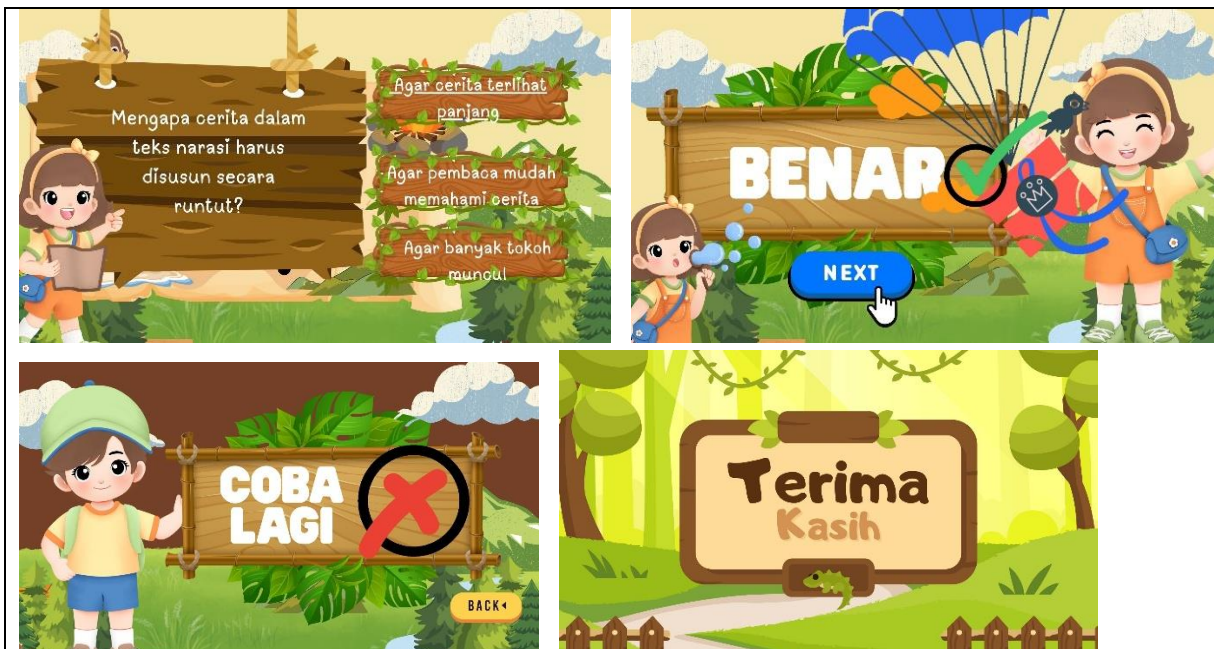 Mengapa cerita dalam
teks narasi harus
disusun secara
runtut?
Agar cerita terlihat
panjang
Agar pembaca mudah
memahami cerita
Agar banyak tokoh
muncul
BENAR
NEXT
COBA
LAGI
BACK
Terima
Kasih